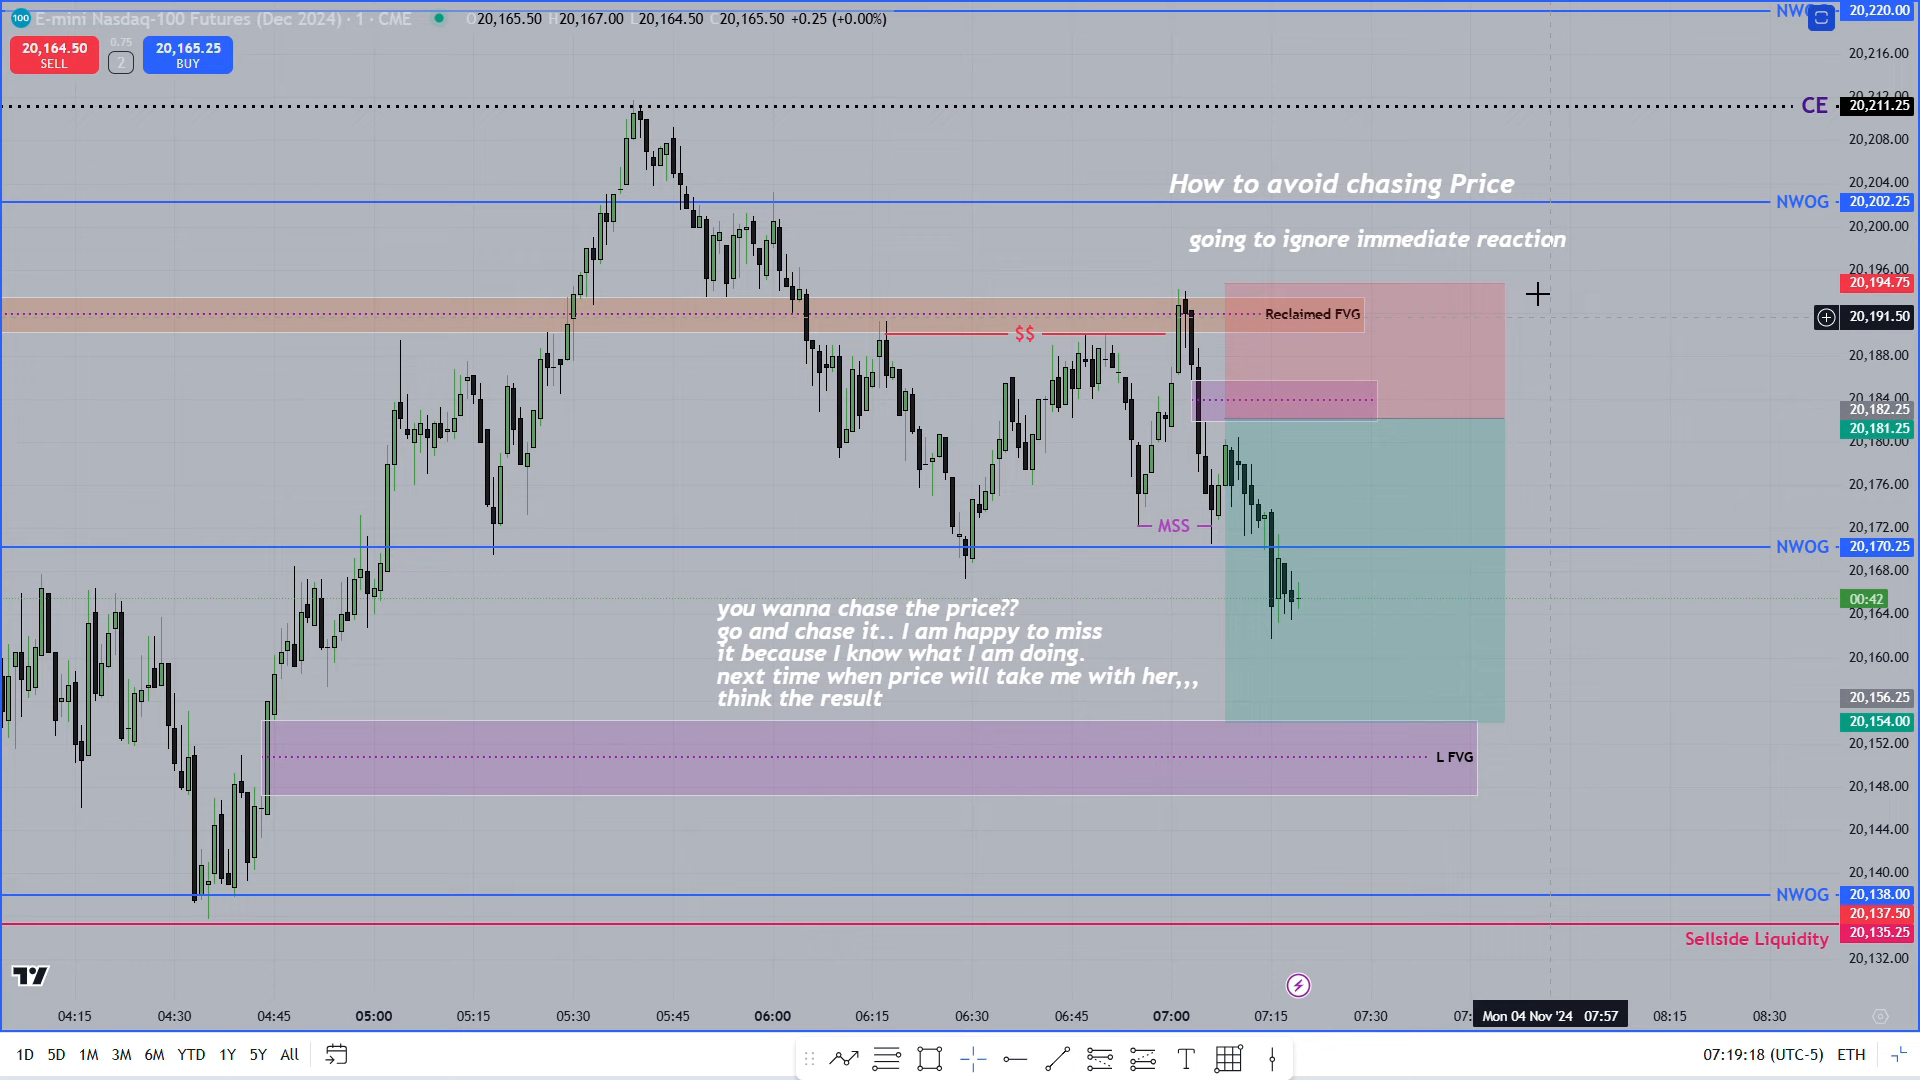 E-mini Nasdaq-100 Futures (Dec 2024) · 1 · CME
O20,165.50 H20,167.00 L20,164.50 C20,165.50 +0.25 (+0.00%)
20,164.50
SELL
0.75
2
20,165.25
BUY
NWOG
20,220.00
20,216.00
20,212.00
CE
20,211.25
20,208.00
How to avoid chasing Price
20,204.00
NWOG
20,202.25
20,200.00
going to ignore immediate reaction
20,196.00
20,194.75
Reclaimed FVG
20,191.50
$$
20,188.00
20,184.00
20,182.25
20,181.25
20,180.00
20,176.00
MSS
20,172.00
NWOG
20,170.25
20,168.00
00:42
20,164.00
you wanna chase the price??
go and chase it.. I am happy to miss
it because I know what I am doing.
next time when price will take me with her,,,
think the result
20,160.00
20,156.25
20,154.00
20,152.00
L FVG
20,148.00
20,144.00
20,140.00
NWOG
20,138.00
20,137.50
20,135.25
Sellside Liquidity
20,132.00
04:15 04:30 04:45 05:00 05:15 05:30 05:45 06:00 06:15 06:30 06:45 07:00 07:15 07:30 Mon 04 Nov '24 07:57 08:15 08:30
1D 5D 1M 3M 6M YTD 1Y 5Y All
07:19:18 (UTC-5) ETH